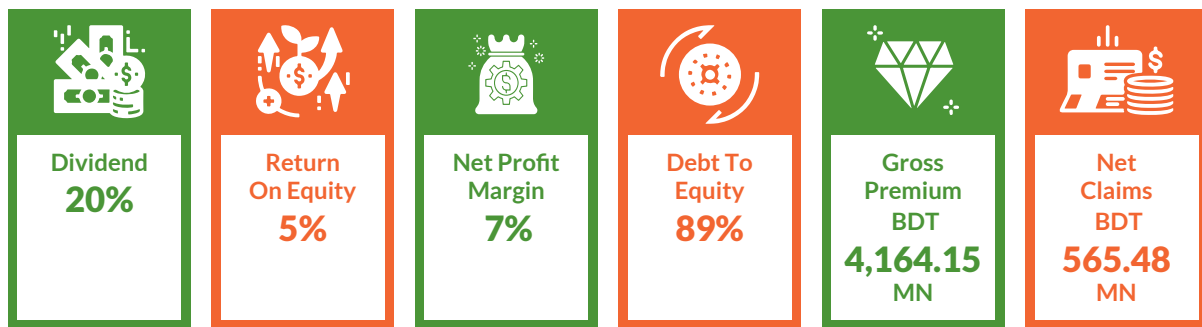 Dividend
20%
Return
On Equity
5%
Net Profit
Margin
7%
Debt To
Equity
89%
Gross
Premium
BDT
4,164.15
MN
Net
Claims
BDT
565.48
MN